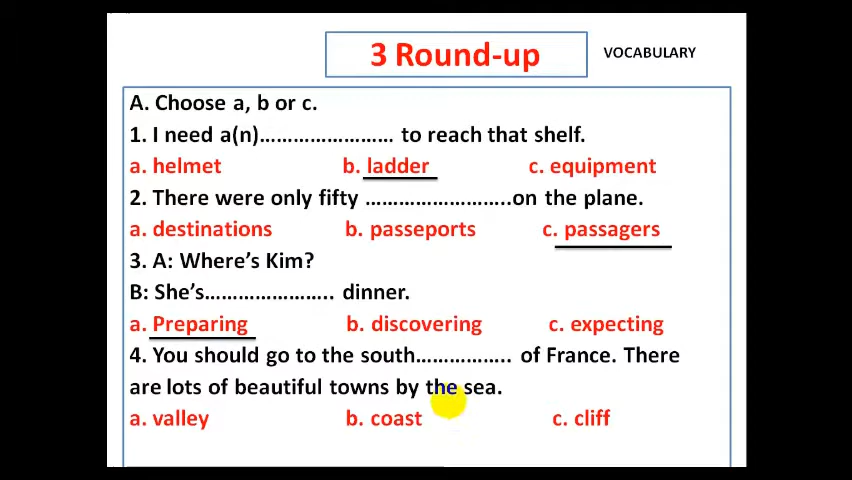 3 Round-up
VOCABULARY
A. Choose a, b or c.
1. I need a(n)…………………… to reach that shelf.
a. helmet b. ladder c. equipment
2. There were only fifty ……………………..on the plane.
a. destinations b. passeports c. passagers
3. A: Where’s Kim?
B: She’s………………….. dinner.
a. Preparing b. discovering c. expecting
4. You should go to the south…………….. of France. There
are lots of beautiful towns by the sea.
a. valley b. coast c. cliff